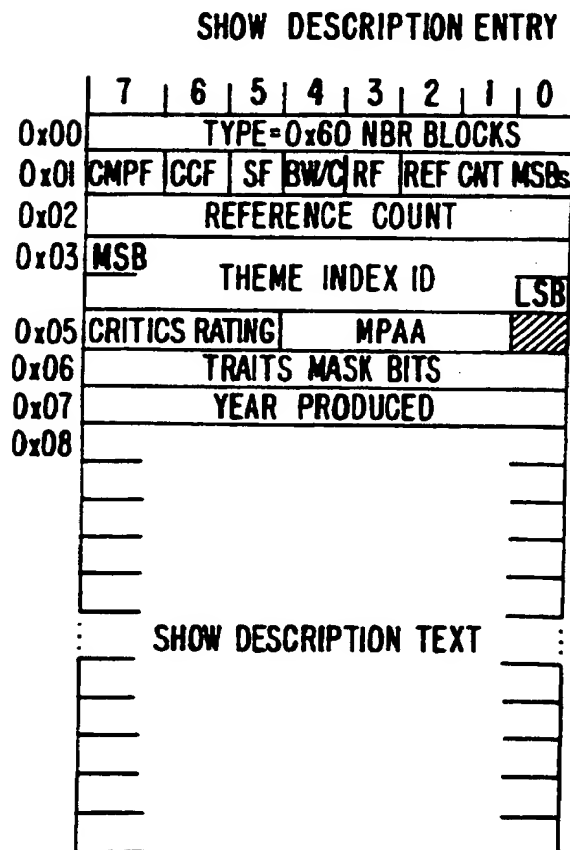 SHOW DESCRIPTION ENTRY
7 6 5 4 3 2 1 0
0x00 TYPE=0x60 NBR BLOCKS
0x01 CMPF CCF SF BW/C RF REF CNT MSBs
0x02 REFERENCE COUNT
0x03 MSB THEME INDEX ID LSB
0x05 CRITICS RATING MPAA
0x06 TRAITS MASK BITS
0x07 YEAR PRODUCED
0x08
SHOW DESCRIPTION TEXT